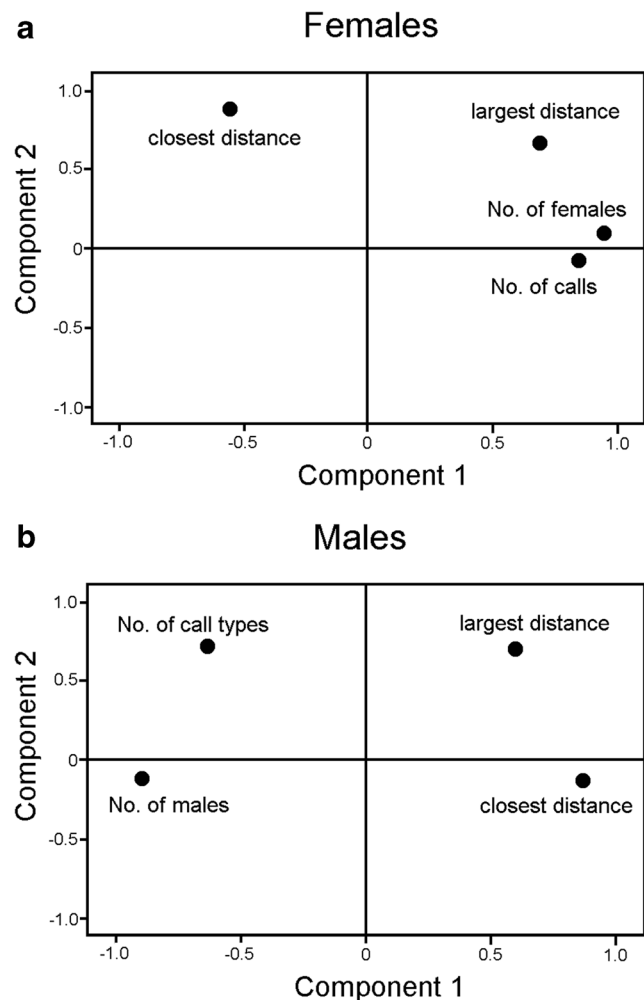 a
Females
1.0
closest distance
largest distance
0.5
No. of females
0
No. of calls
-0.5
-1.0
Component 2
-1.0
-0.5
0
0.5
1.0
Component 1
b
Males
1.0
No. of call types
largest distance
0.5
0
No. of males
closest distance
-0.5
-1.0
Component 2
-1.0
-0.5
0
0.5
1.0
Component 1